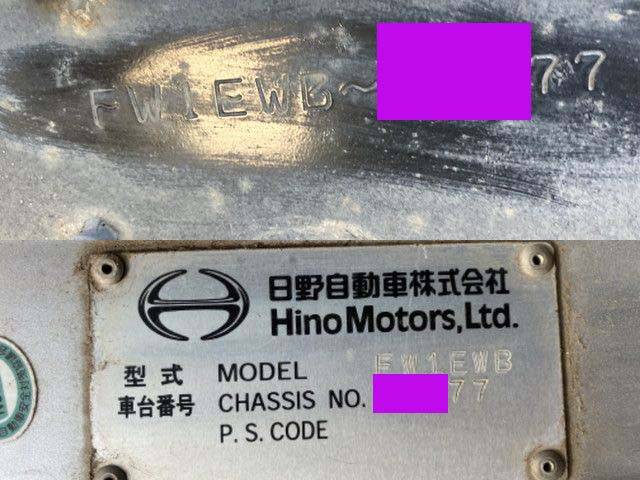 FW1EWB~ 77
日野自動車株式会社
Hino Motors, Ltd.
型式 MODEL FW1EWB
車台番号 CHASSIS NO. 77
P.S.CODE